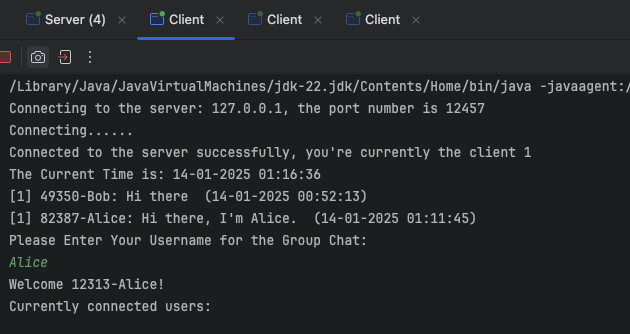 Server (4) Client Client Client
/Library/Java/JavaVirtualMachines/jdk-22.jdk/Contents/Home/bin/java -javaagent:/
Connecting to the server: 127.0.0.1, the port number is 12457
Connecting......
Connected to the server successfully, you're currently the client 1
The Current Time is: 14-01-2025 01:16:36
[1] 49350-Bob: Hi there  (14-01-2025 00:52:13)
[1] 82387-Alice: Hi there, I'm Alice.  (14-01-2025 01:11:45)
Please Enter Your Username for the Group Chat:
Alice
Welcome 12313-Alice!
Currently connected users: